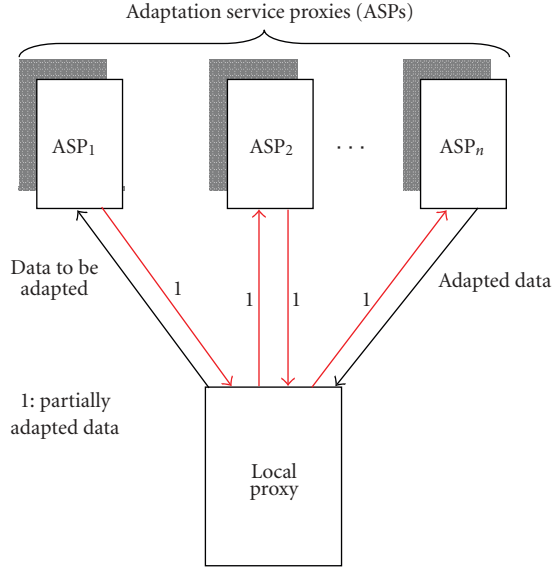 Adaptation service proxies (ASPs)
ASP₁
ASP₂
. . .
ASPₙ
Data to be
adapted
1
1
1
1
Adapted data
1: partially
adapted data
Local
proxy